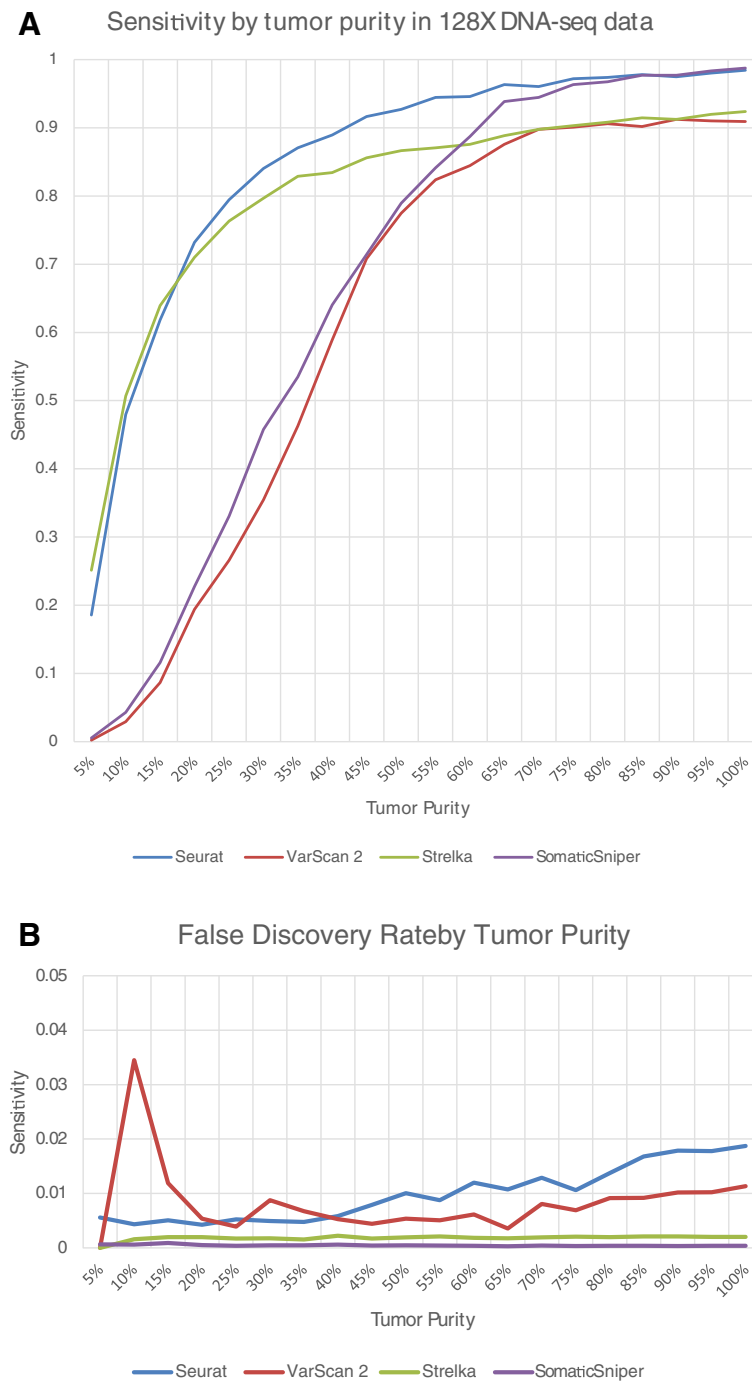 A
Sensitivity by tumor purity in 128X DNA-seq data
1
0.9
0.8
0.7
0.6
0.5
0.4
0.3
0.2
0.1
0
Sensitivity
5% 10% 15% 20% 25% 30% 35% 40% 45% 50% 55% 60% 65% 70% 75% 80% 85% 90% 95% 100%
Tumor Purity
Seurat VarScan 2 Strelka SomaticSniper
B
False Discovery Rateby Tumor Purity
0.05
0.04
0.03
0.02
0.01
0
Sensitivity
5% 10% 15% 20% 25% 30% 35% 40% 45% 50% 55% 60% 65% 70% 75% 80% 85% 90% 95% 100%
Tumor Purity
Seurat VarScan 2 Strelka SomaticSniper